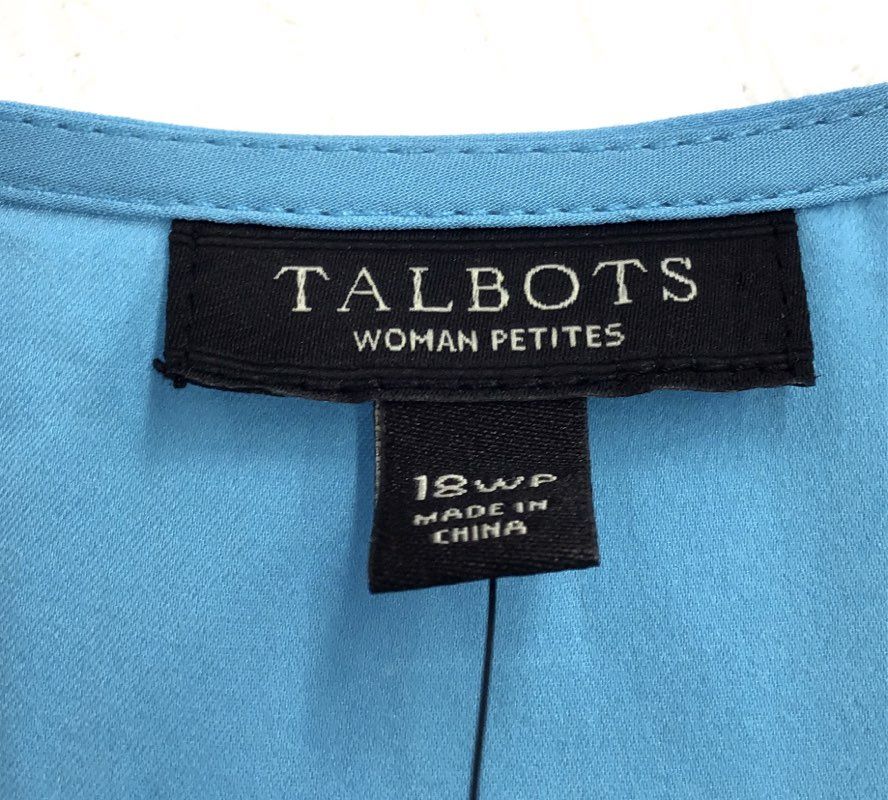 TALBOTS
WOMAN PETITES
18WP
MADE IN
CHINA